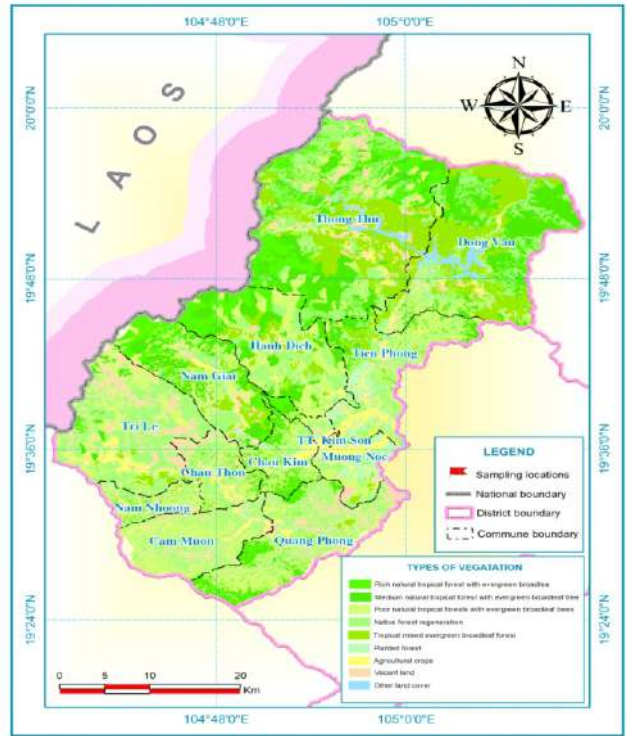 104°48'0"E 105°0'0"E
N
W E
S
20°0'0"N 20°0'0"N
LAOS
Thong Thu
Dong Van
19°48'0"N 19°48'0"N
Hanh Dich
Tien Phong
Nam Giai
Tri Le
TT. Kim Son
19°36'0"N 19°36'0"N
Muong Noc
Chau Thon
Nam Nhoong
Cam Muon
Quang Phong
LEGEND
Sampling locations
National boundary
District boundary
Commune boundary
TYPES OF VEGATATION
Rich natural tropical forest with evergreen broadlea
Medium natural tropical forest with evergreen broadleaf tree
Poor natural tropical forests with evergreen broadleaf trees
Native forest regeneration
Tropical mixed evergreen broadleaf forest
Planted forest
Agricultural crops
Vacant land
Other land cover
19°24'0"N 19°24'0"N
0 5 10 20
Km
104°48'0"E 105°0'0"E